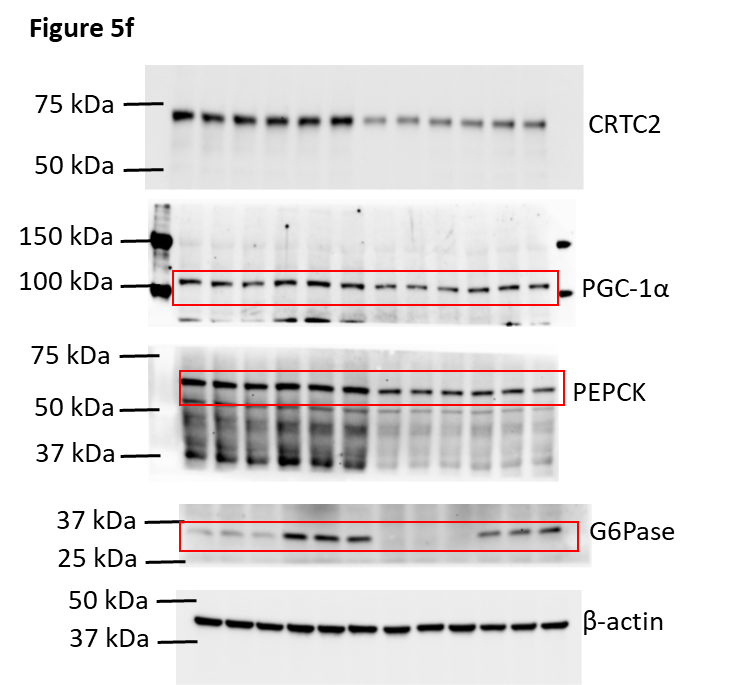 Figure 5f
75 kDa
CRTC2
50 kDa
150 kDa
100 kDa
PGC-1α
75 kDa
PEPCK
50 kDa
37 kDa
37 kDa
G6Pase
25 kDa
50 kDa
β-actin
37 kDa